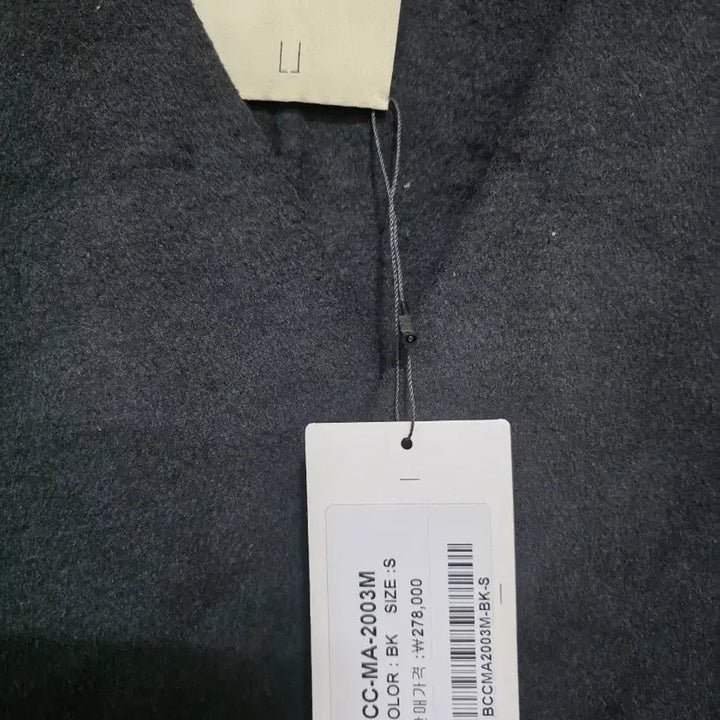 CC-MA-2003M
OLOR : BK SIZE :S
매가격 :₩278,000
BCCMA2003M-BK-S